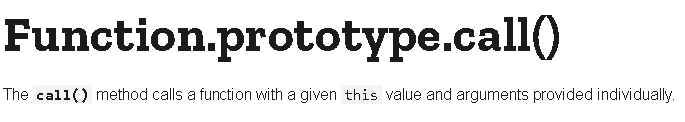 Function.prototype.call()
The call() method calls a function with a given this value and arguments provided individually.